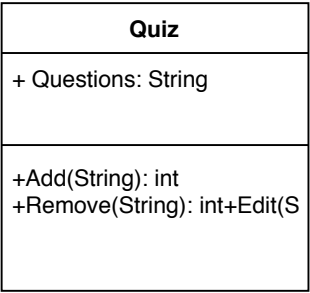 Quiz
+ Questions: String
+Add(String): int
+Remove(String): int+Edit(S